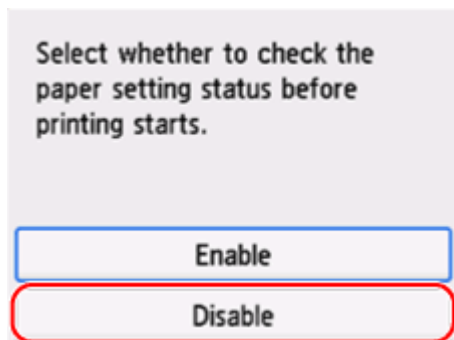 Select whether to check the
paper setting status before
printing starts.
Enable
Disable